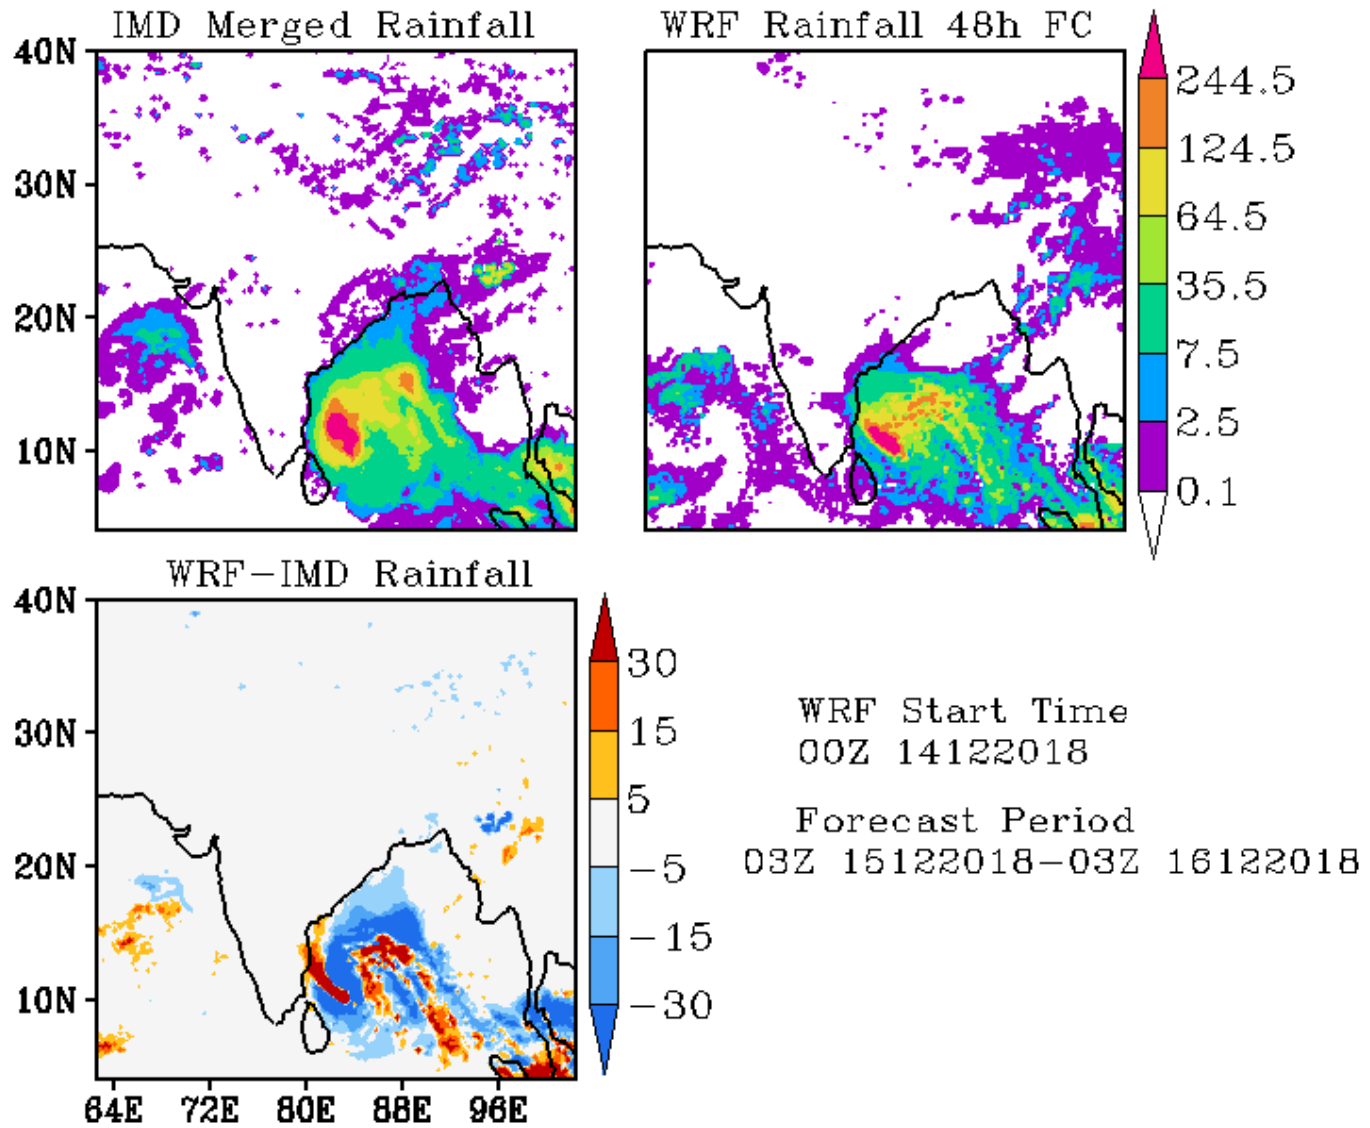 IMD Merged Rainfall
WRF Rainfall 48h FC
40N
30N
20N
10N
244.5
124.5
64.5
35.5
7.5
2.5
0.1
WRF-IMD Rainfall
40N
30N
20N
10N
64E 72E 80E 88E 96E
30
15
5
-5
-15
-30
WRF Start Time
00Z 14122018
Forecast Period
03Z 15122018-03Z 16122018